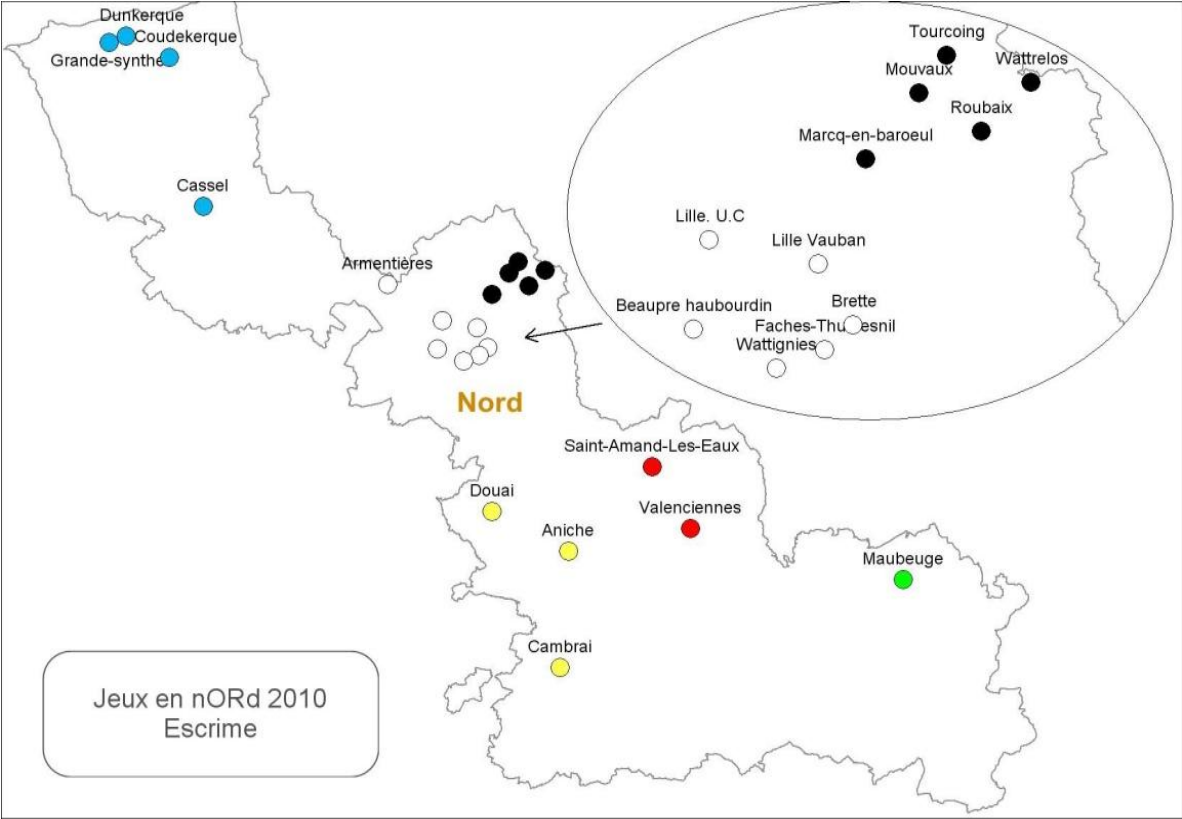 Dunkerque
Coudekerque
Grande-synthe
Cassel
Armentières
Tourcoing
Mouvaux
Wattrelos
Roubaix
Marcq-en-baroeul
Lille. U.C
Lille Vauban
Beaupre haubourdin
Brette
Faches-Thumesnil
Wattignies
Nord
Saint-Amand-Les-Eaux
Douai
Valenciennes
Aniche
Maubeuge
Cambrai
Jeux en nORd 2010
Escrime